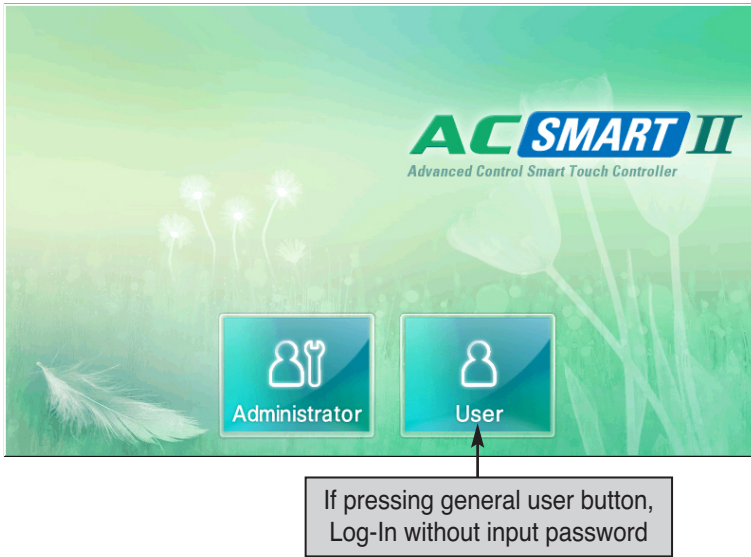 AC SMART II
Advanced Control Smart Touch Controller
Administrator
User
If pressing general user button,
Log-In without input password